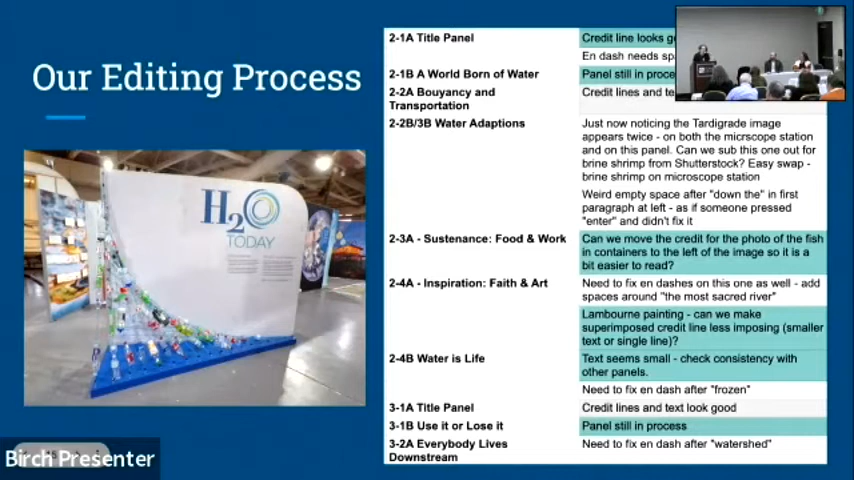 Our Editing Process
H2O
TODAY
2-1A Title Panel
Credit line looks
En dash needs
2-1B A World Born of Water
Panel still in
2-2A Bouyancy and
Transportation
Credit lines and
2-2B/3B Water Adaptions
Just now noticing the Tardigrade image
appears twice - on both the micrscope station
and on this panel. Can we sub this one out for
brine shrimp from Shutterstock? Easy swap -
brine shrimp on microscope station
Weird empty space after "down the" in first
paragraph at left - as if someone pressed
"enter" and didn't fix it
2-3A - Sustenance: Food & Work
Can we move the credit for the photo of the fish
in containers to the left of the image so it is a
bit easier to read?
2-4A - Inspiration: Faith & Art
Need to fix en dashes on this one as well - add
spaces around "the most sacred river"
Lambourne painting - can we make
superimposed credit line less imposing (smaller
text or single line)?
2-4B Water is Life
Text seems small - check consistency with
other panels.
Need to fix en dash after "frozen"
3-1A Title Panel
Credit lines and text look good
3-1B Use it or Lose it
Panel still in process
3-2A Everybody Lives
Downstream
Need to fix en dash after "watershed"
Birch Presenter